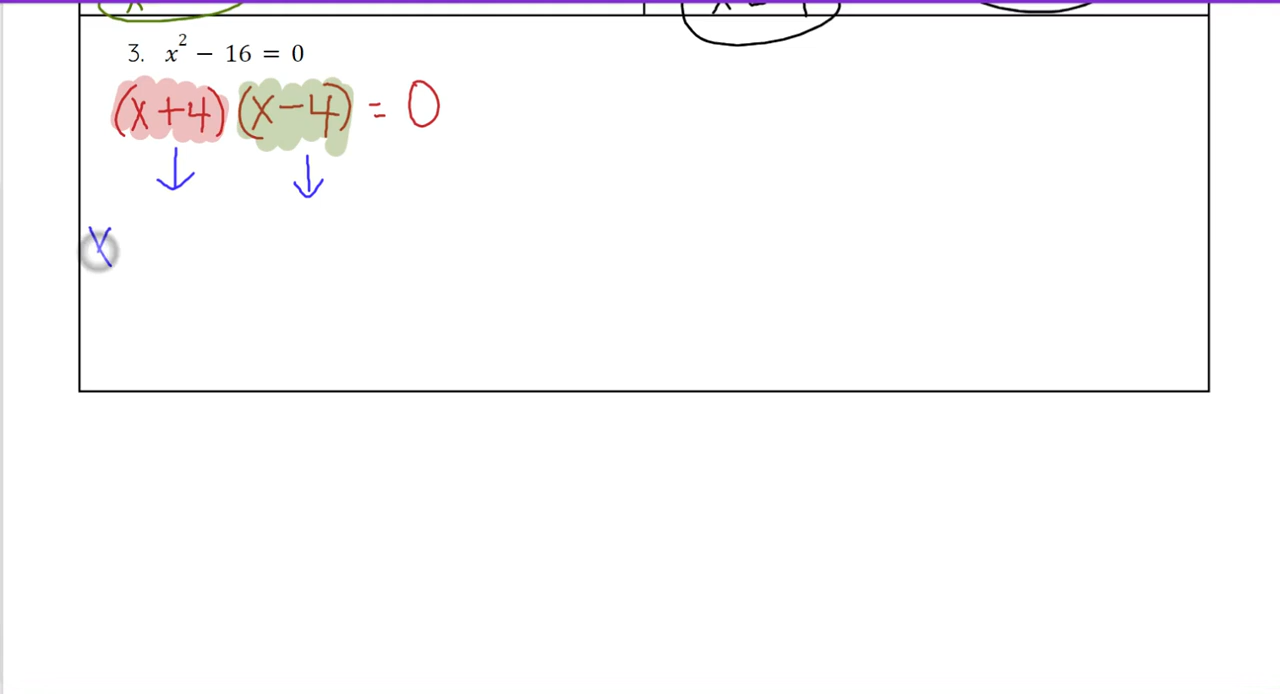 3. x² − 16 = 0
(x+4)(x−4) = 0
x